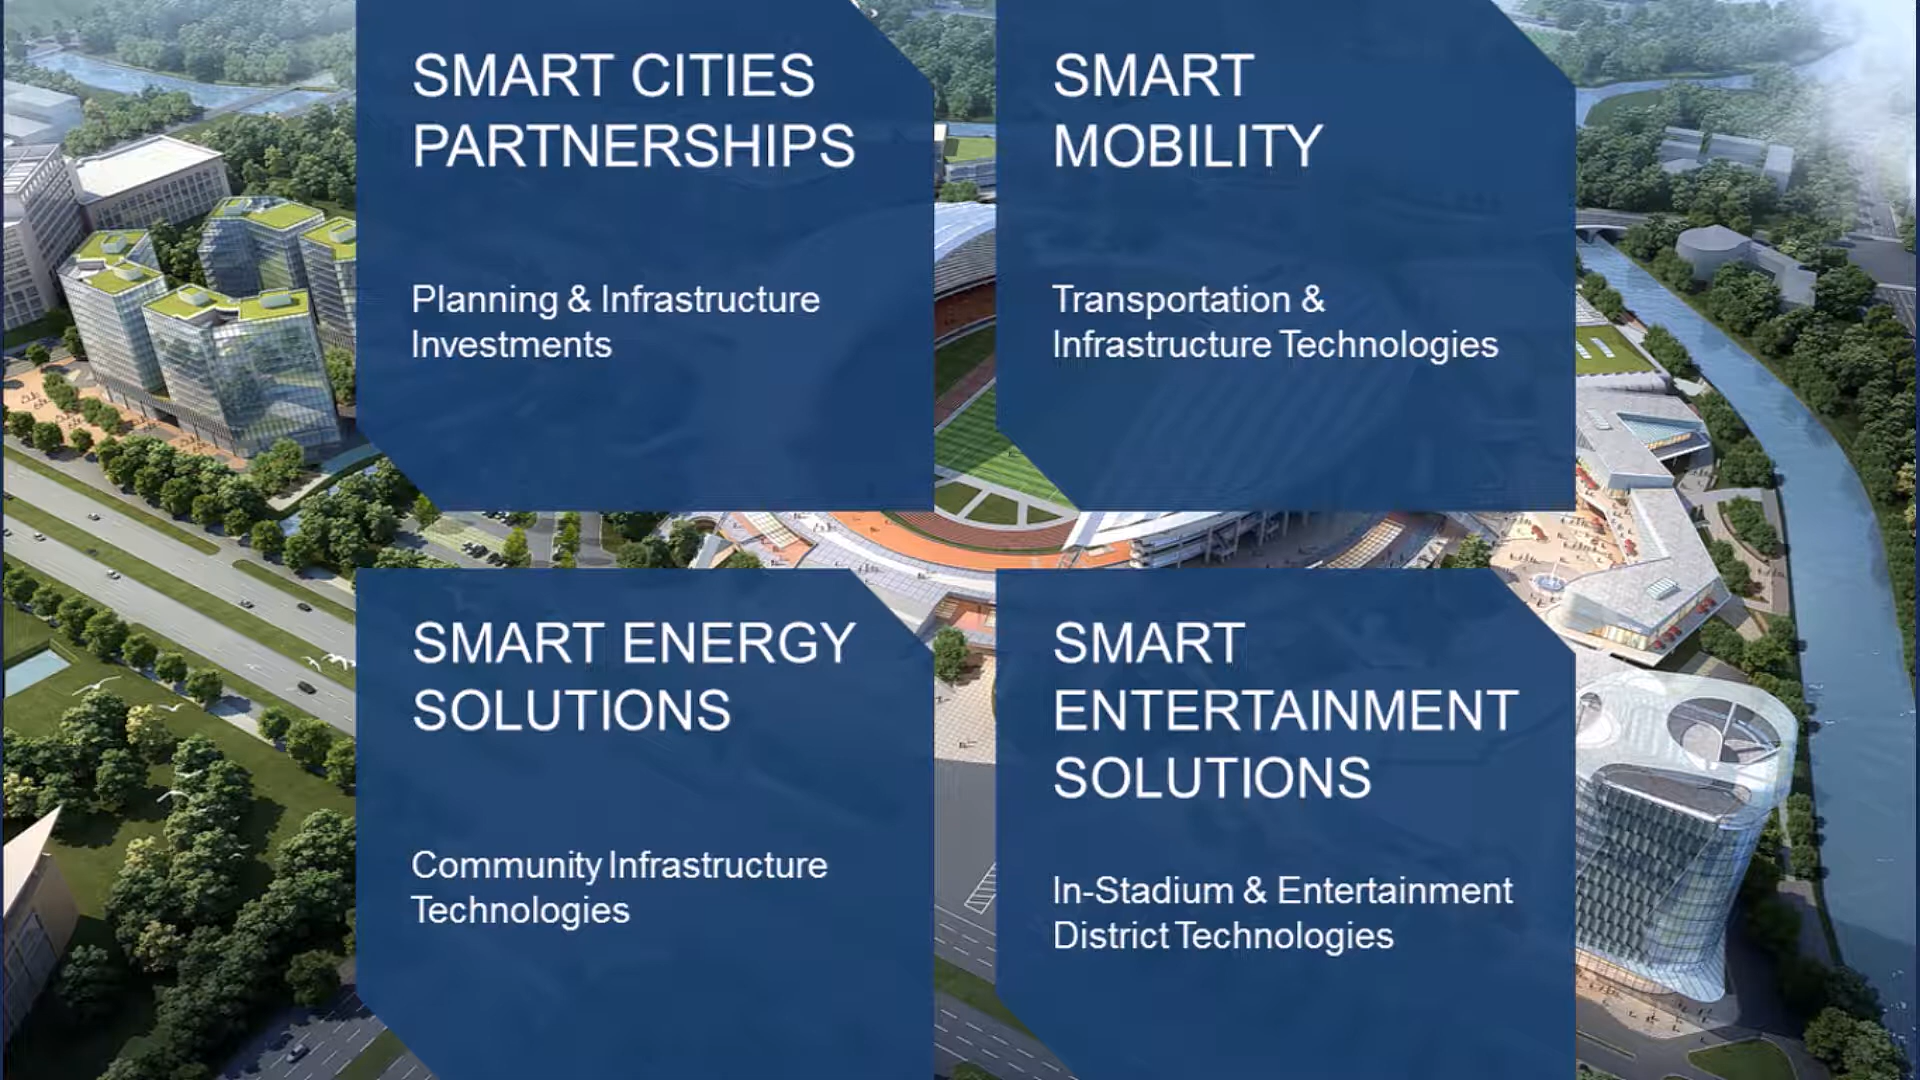 SMART CITIES
PARTNERSHIPS
Planning & Infrastructure
Investments
SMART
MOBILITY
Transportation &
Infrastructure Technologies
SMART ENERGY
SOLUTIONS
Community Infrastructure
Technologies
SMART
ENTERTAINMENT
SOLUTIONS
In-Stadium & Entertainment
District Technologies